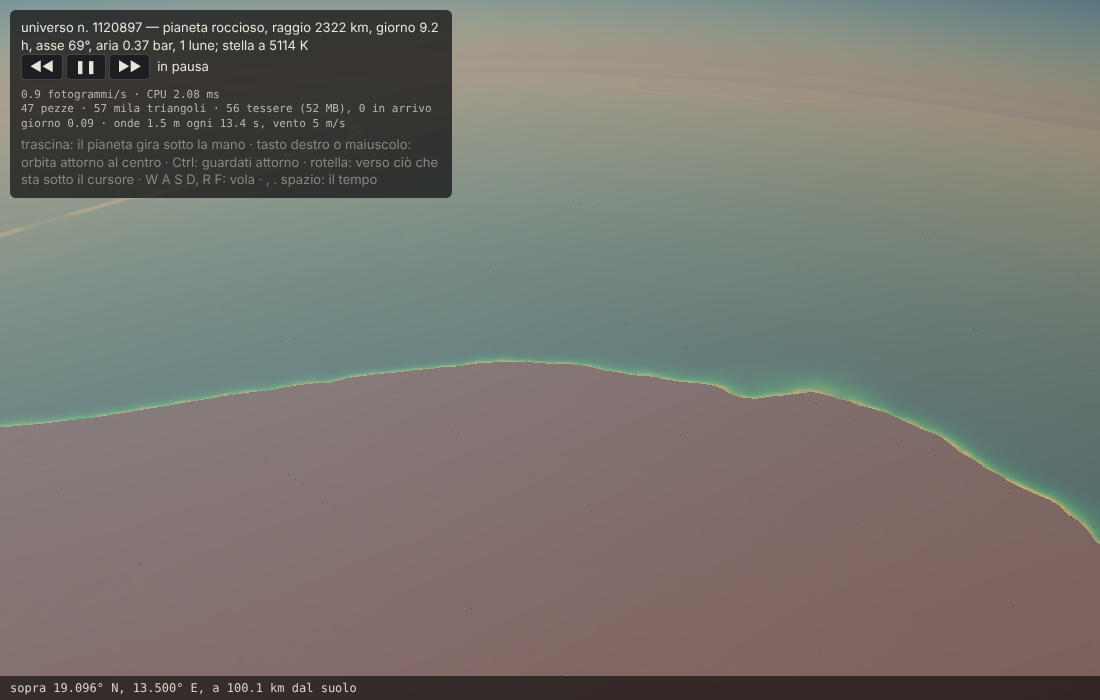 universo n. 1120897 — pianeta roccioso, raggio 2322 km, giorno 9.2
h, asse 69°, aria 0.37 bar, 1 lune; stella a 5114 K
in pausa
0.9 fotogrammi/s · CPU 2.08 ms
47 pezze · 57 mila triangoli · 56 tessere (52 MB), 0 in arrivo
giorno 0.09 · onde 1.5 m ogni 13.4 s, vento 5 m/s
trascina: il pianeta gira sotto la mano · tasto destro o maiuscolo:
orbita attorno al centro · Ctrl: guardati attorno · rotella: verso ciò che
sta sotto il cursore · W A S D, R F: vola · , . spazio: il tempo
sopra 19.096° N, 13.500° E, a 100.1 km dal suolo